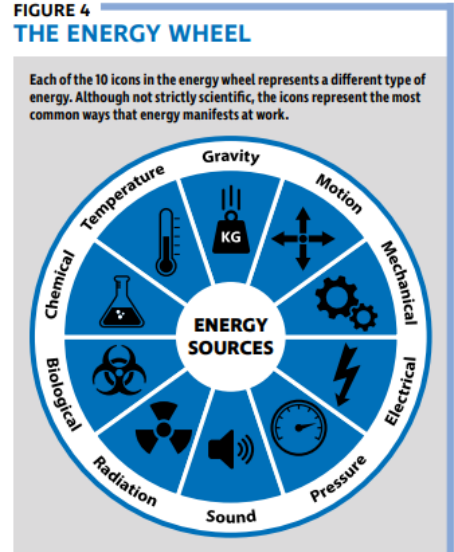 FIGURE 4
THE ENERGY WHEEL
Each of the 10 icons in the energy wheel represents a different type of
energy. Although not strictly scientific, the icons represent the most
common ways that energy manifests at work.
Gravity
Motion
Mechanical
Electrical
Pressure
Sound
Radiation
Biological
Chemical
Temperature
KG
ENERGY
SOURCES